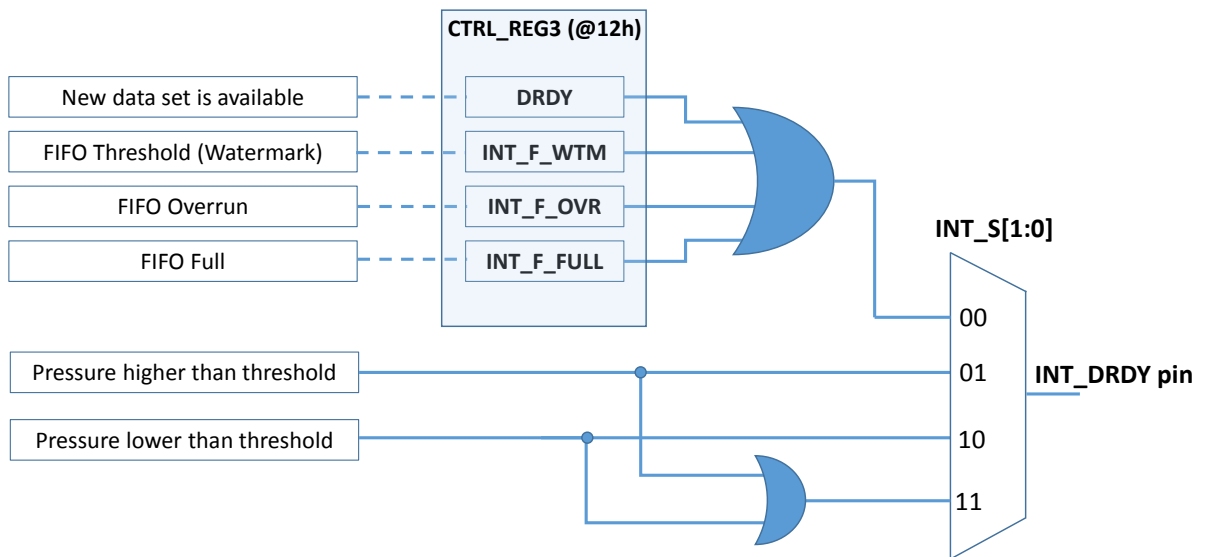 CTRL_REG3 (@12h)
New data set is available
DRDY
FIFO Threshold (Watermark)
INT_F_WTM
FIFO Overrun
INT_F_OVR
FIFO Full
INT_F_FULL
INT_S[1:0]
00
Pressure higher than threshold
01
INT_DRDY pin
Pressure lower than threshold
10
11